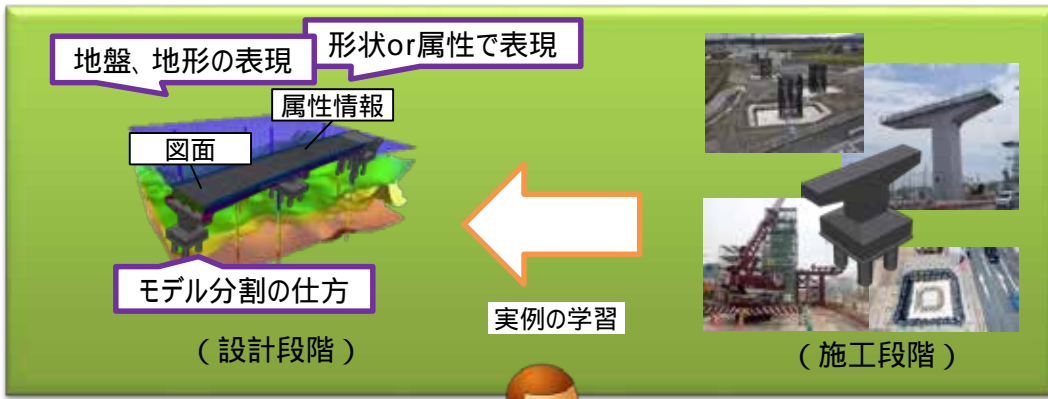 地盤、地形の表現
形状or属性で表現
属性情報
図面
モデル分割の仕方
実例の学習
(設計段階)
(施工段階)